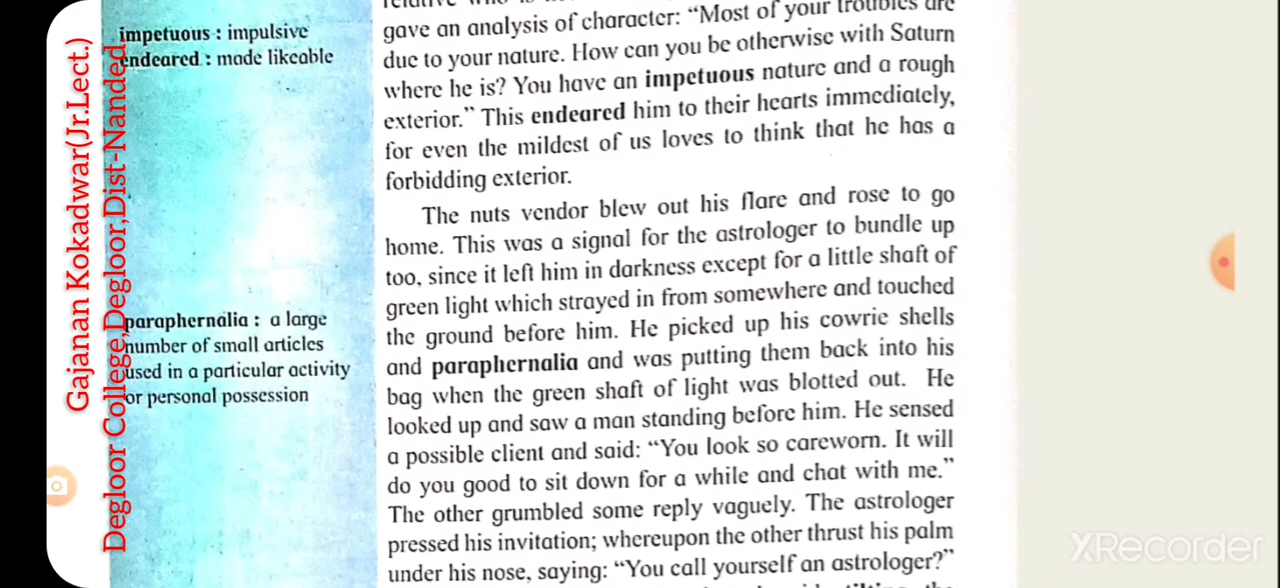 Gajanan Kokadwar(Jr.Lect.)
Degloor College,Degloor,Dist-Nanded.
impetuous : impulsive
endeared : made likeable
paraphernalia : a large
number of small articles
used in a particular activity
or personal possession
gave an analysis of character: “Most of your troubles are
due to your nature. How can you be otherwise with Saturn
where he is? You have an impetuous nature and a rough
exterior.” This endeared him to their hearts immediately,
for even the mildest of us loves to think that he has a
forbidding exterior.
The nuts vendor blew out his flare and rose to go
home. This was a signal for the astrologer to bundle up
too, since it left him in darkness except for a little shaft of
green light which strayed in from somewhere and touched
the ground before him. He picked up his cowrie shells
and paraphernalia and was putting them back into his
bag when the green shaft of light was blotted out. He
looked up and saw a man standing before him. He sensed
a possible client and said: “You look so careworn. It will
do you good to sit down for a while and chat with me.”
The other grumbled some reply vaguely. The astrologer
pressed his invitation; whereupon the other thrust his palm
under his nose, saying: “You call yourself an astrologer?”
XRecorder